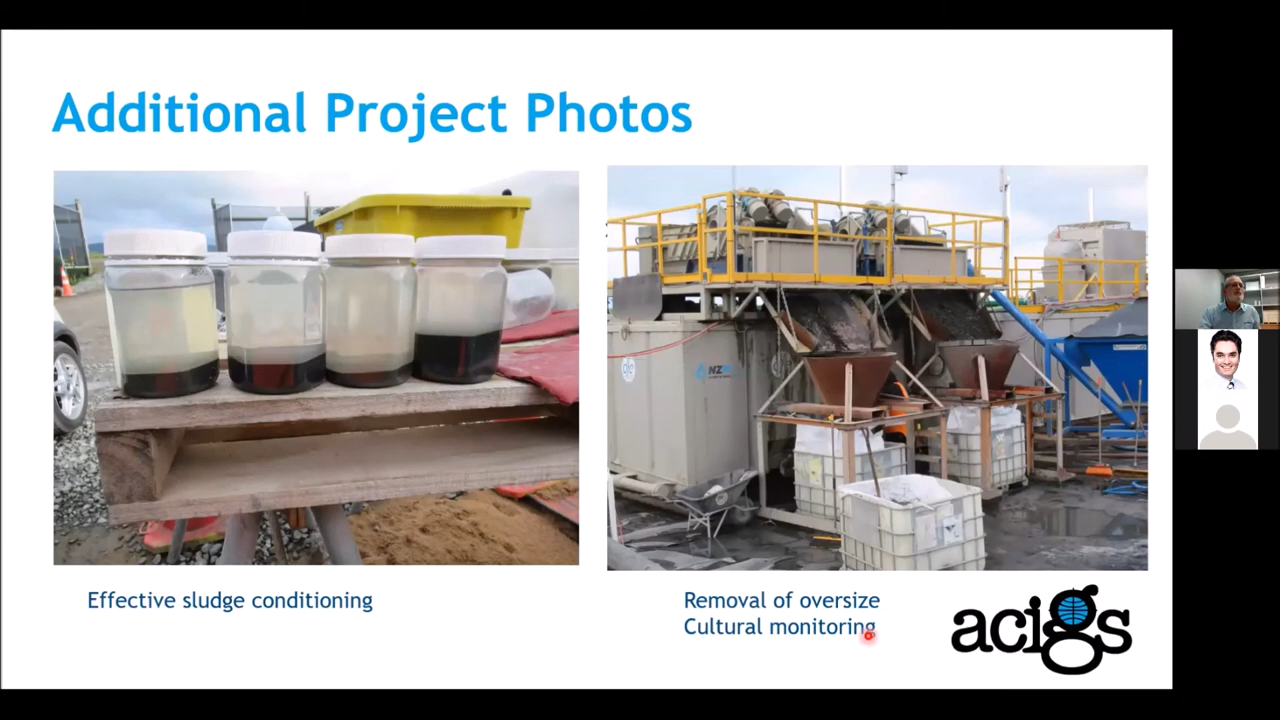 Additional Project Photos
NZ
Effective sludge conditioning
Removal of oversize
Cultural monitoring
acigs